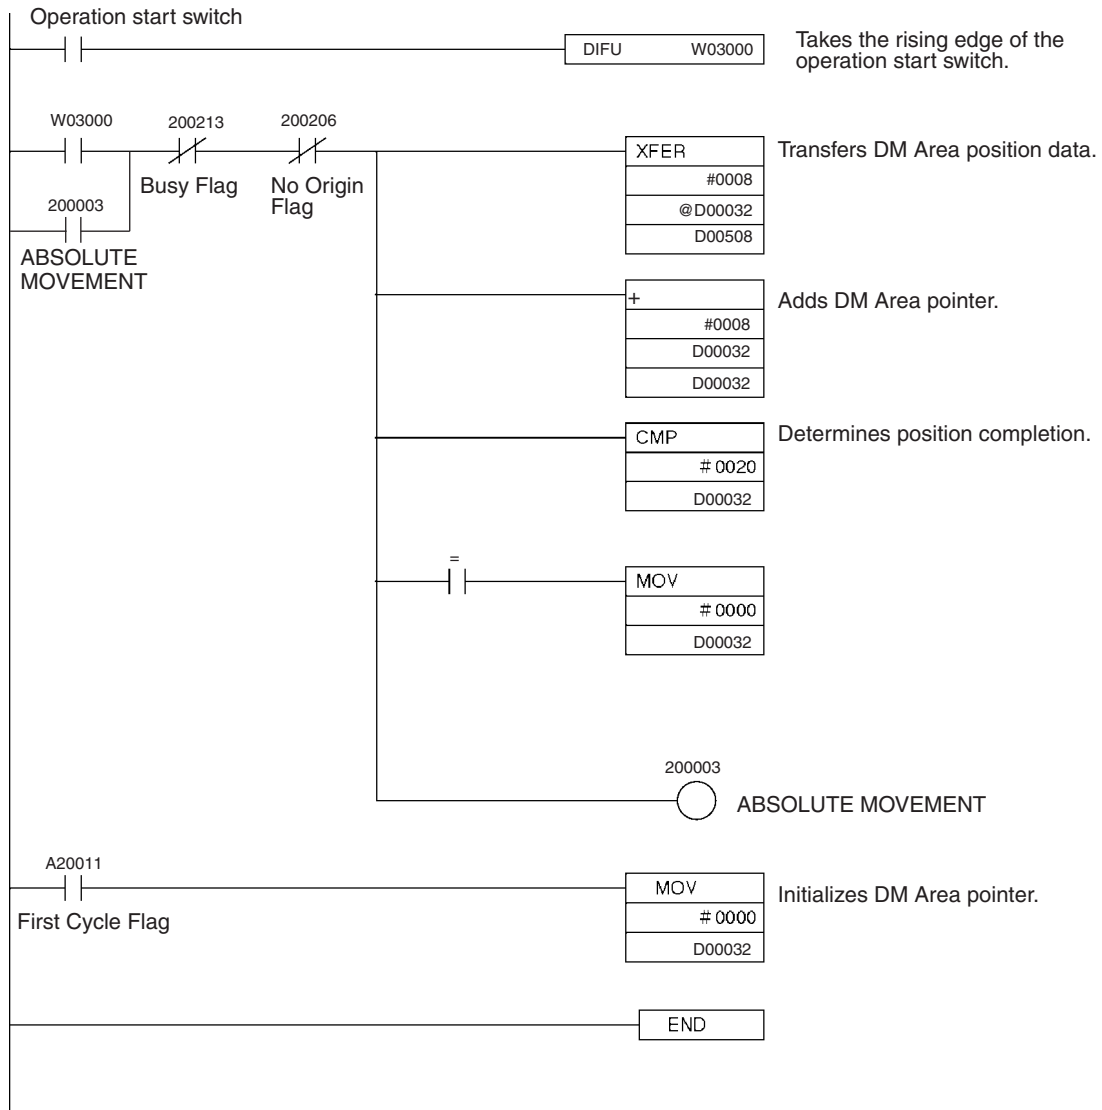 Operation start switch
DIFU W03000
Takes the rising edge of the
operation start switch.
W03000
200213
200206
Busy Flag
No Origin
Flag
200003
ABSOLUTE
MOVEMENT
XFER
#0008
@D00032
D00508
Transfers DM Area position data.
+
#0008
D00032
D00032
Adds DM Area pointer.
CMP
#0020
D00032
Determines position completion.
=
MOV
#0000
D00032
200003
ABSOLUTE MOVEMENT
A20011
First Cycle Flag
MOV
#0000
D00032
Initializes DM Area pointer.
END